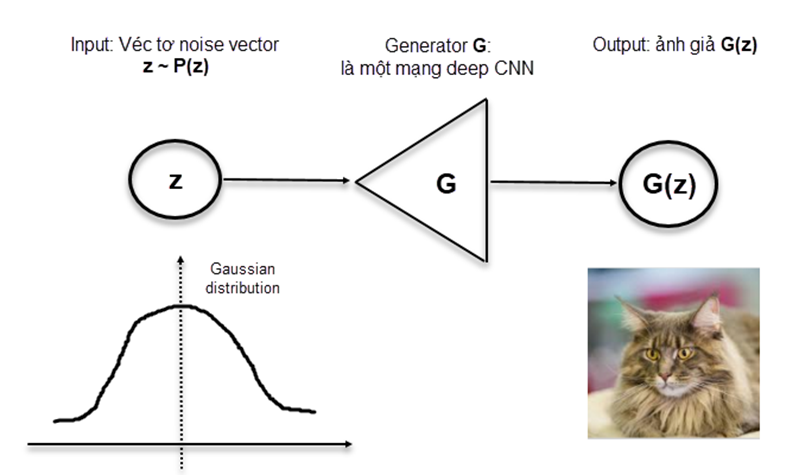 Input: Véc tơ noise vector
z ~ P(z)
Generator G:
là một mạng deep CNN
Output: ảnh giả G(z)
z
G
G(z)
Gaussian
distribution